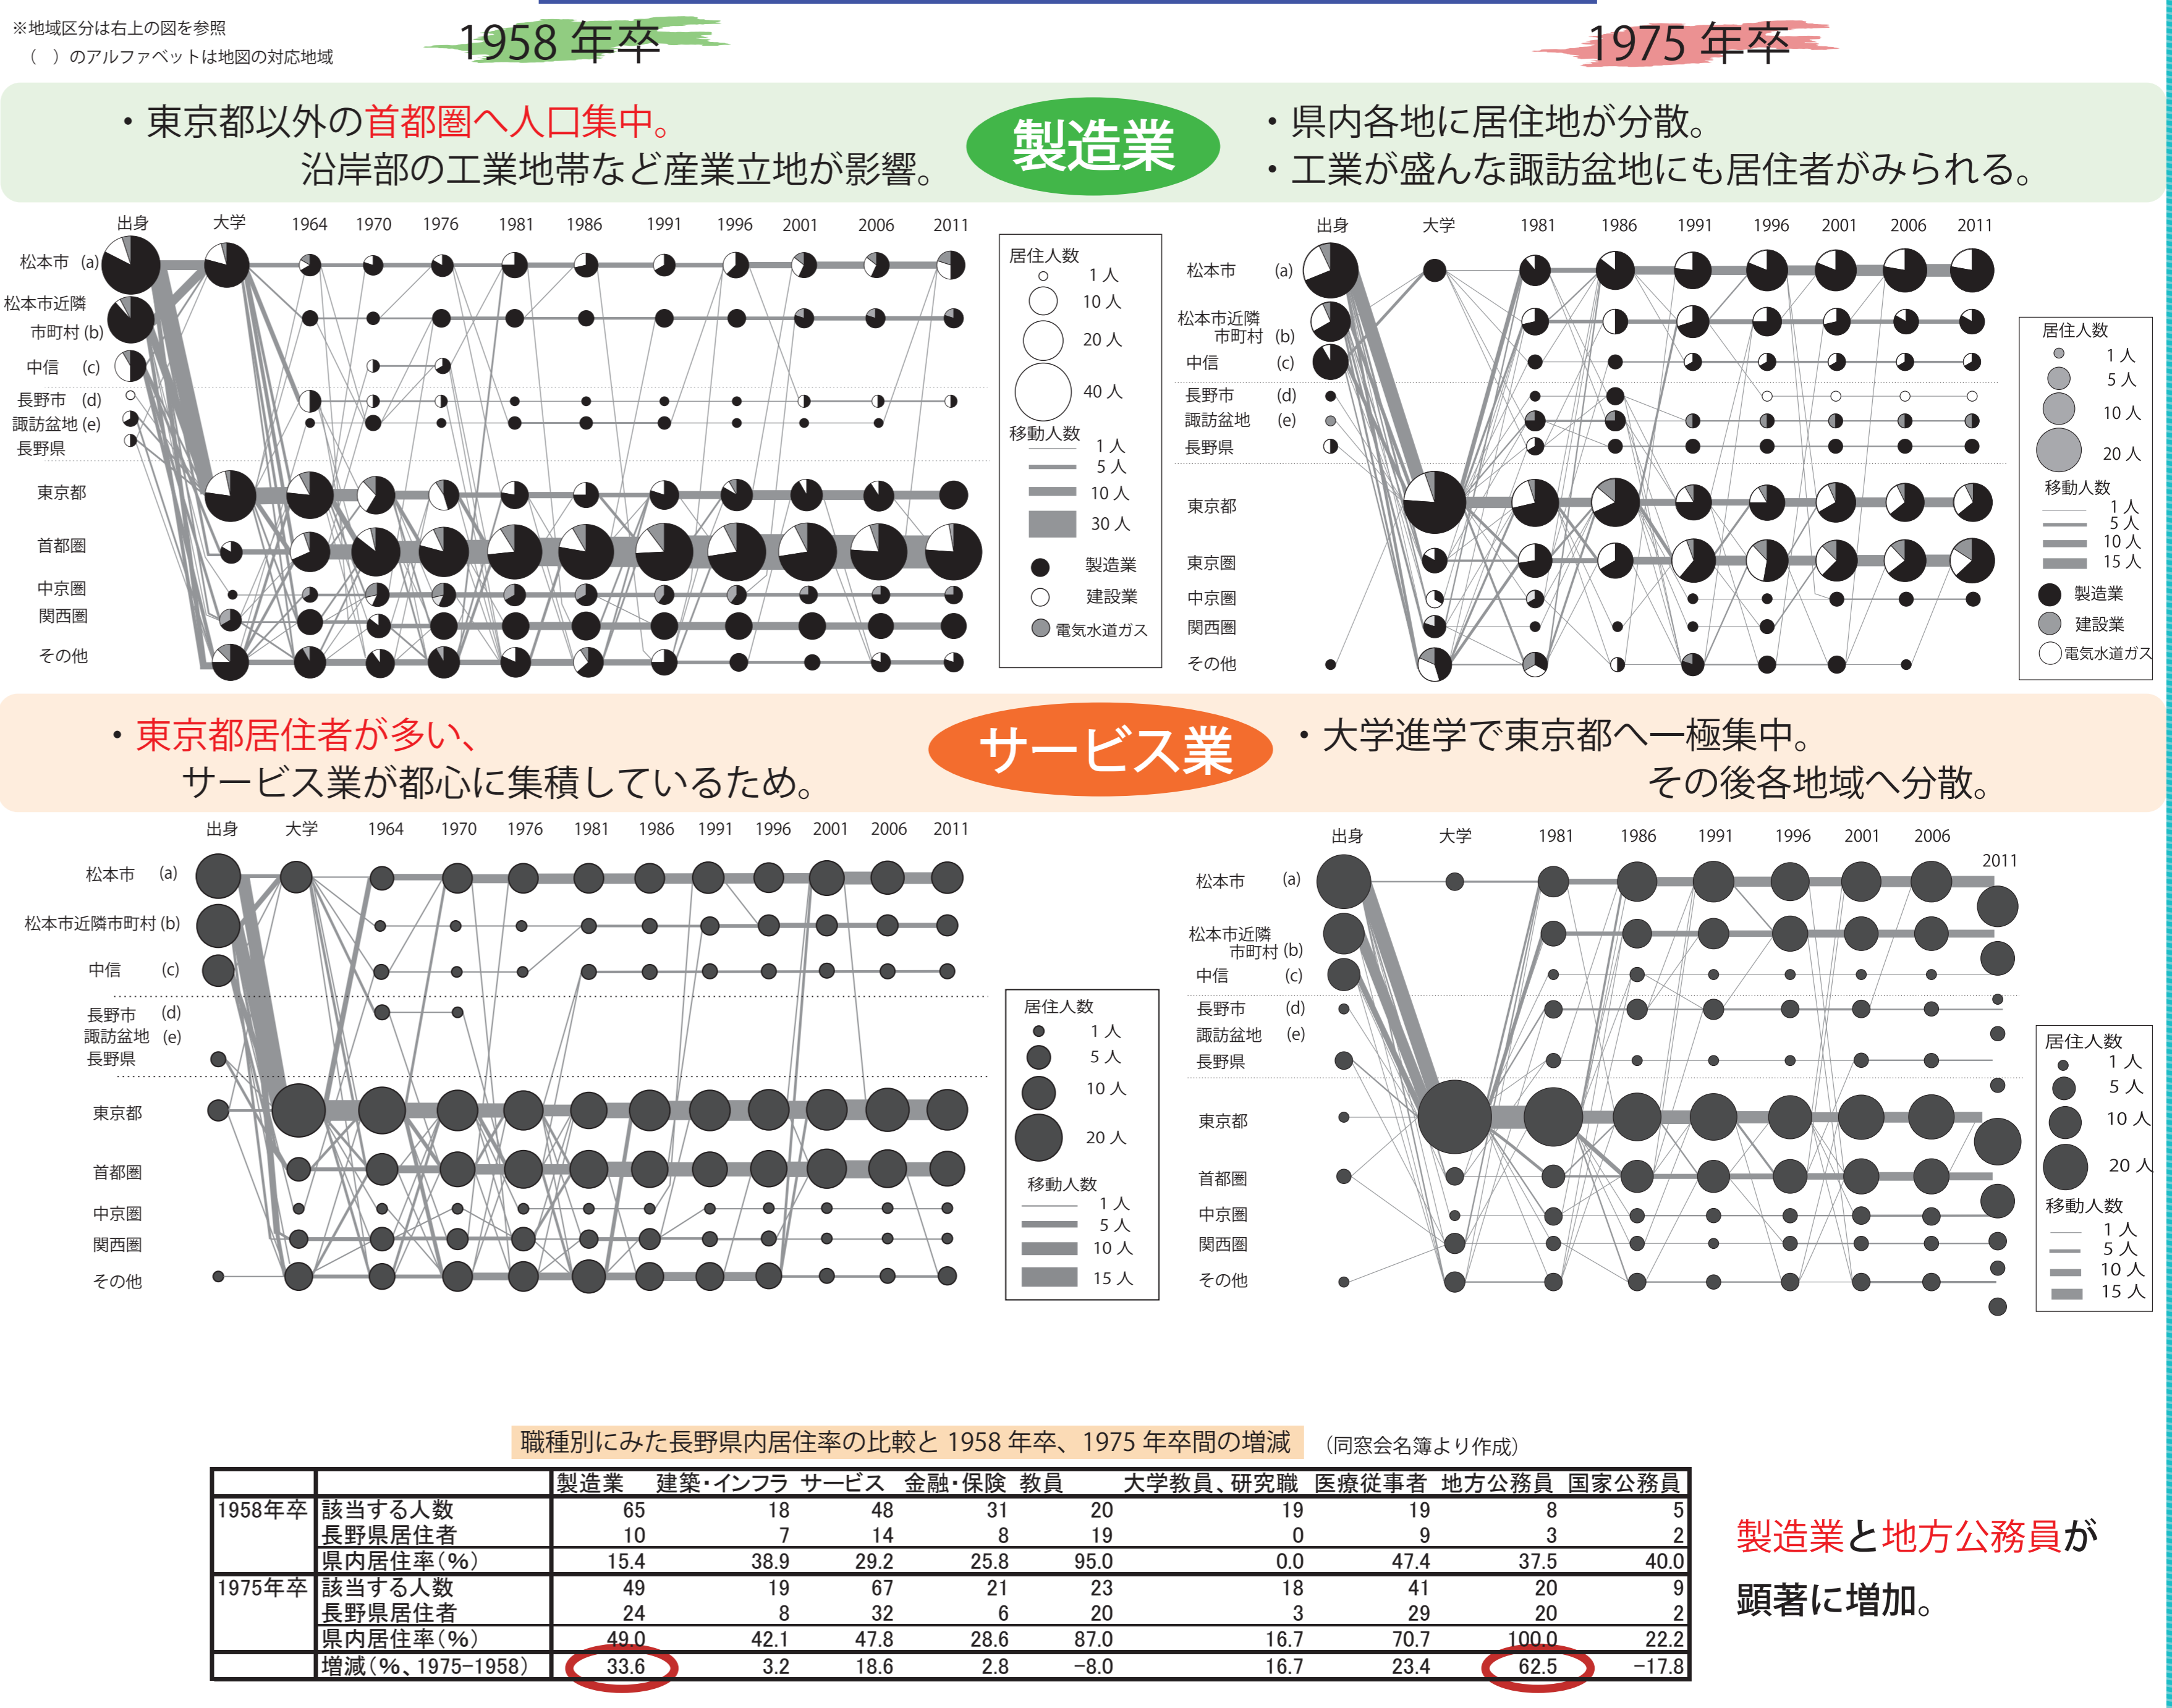 ※地域区分は右上の図を参照
（　）のアルファベットは地図の対応地域
1958 年卒
1975 年卒
・東京都以外の首都圏へ人口集中。
沿岸部の工業地帯など産業立地が影響。
製造業
・県内各地に居住地が分散。
・工業が盛んな諏訪盆地にも居住者がみられる。
出身 大学 1964 1970 1976 1981 1986 1991 1996 2001 2006 2011
松本市 (a)
松本市近隣
市町村 (b)
中信 (c)
長野市 (d)
諏訪盆地 (e)
長野県
東京都
首都圏
中京圏
関西圏
その他
居住人数
1 人
10 人
20 人
40 人
移動人数
1 人
5 人
10 人
30 人
製造業
建設業
電気水道ガス
出身 大学 1981 1986 1991 1996 2001 2006 2011
松本市 (a)
松本市近隣
市町村 (b)
中信 (c)
長野市 (d)
諏訪盆地 (e)
長野県
東京都
東京圏
中京圏
関西圏
その他
居住人数
1 人
5 人
10 人
20 人
移動人数
1 人
5 人
10 人
15 人
製造業
建設業
電気水道ガス
・東京都居住者が多い、
サービス業が都心に集積しているため。
サービス業
・大学進学で東京都へ一極集中。
その後各地域へ分散。
出身 大学 1964 1970 1976 1981 1986 1991 1996 2001 2006 2011
松本市 (a)
松本市近隣市町村 (b)
中信 (c)
長野市 (d)
諏訪盆地 (e)
長野県
東京都
首都圏
中京圏
関西圏
その他
居住人数
1 人
5 人
10 人
20 人
移動人数
1 人
5 人
10 人
15 人
出身 大学 1981 1986 1991 1996 2001 2006 2011
松本市 (a)
松本市近隣
市町村 (b)
中信 (c)
長野市 (d)
諏訪盆地 (e)
長野県
東京都
首都圏
中京圏
関西圏
その他
居住人数
1 人
5 人
10 人
20 人
移動人数
1 人
5 人
10 人
15 人
職種別にみた長野県内居住率の比較と 1958 年卒、1975 年卒間の増減 （同窓会名簿より作成）
製造業 建築・インフラ サービス 金融・保険 教員 大学教員、研究職 医療従事者 地方公務員 国家公務員
1958年卒 該当する人数 65 18 48 31 20 19 19 8 5
長野県居住者 10 7 14 8 19 0 9 3 2
県内居住率（%） 15.4 38.9 29.2 25.8 95.0 0.0 47.4 37.5 40.0
1975年卒 該当する人数 49 19 67 21 23 18 41 20 9
長野県居住者 24 8 32 6 20 3 29 20 2
県内居住率（%） 49.0 42.1 47.8 28.6 87.0 16.7 70.7 100.0 22.2
増減（%、1975−1958） 33.6 3.2 18.6 2.8 −8.0 16.7 23.4 62.5 −17.8
製造業と地方公務員が
顕著に増加。